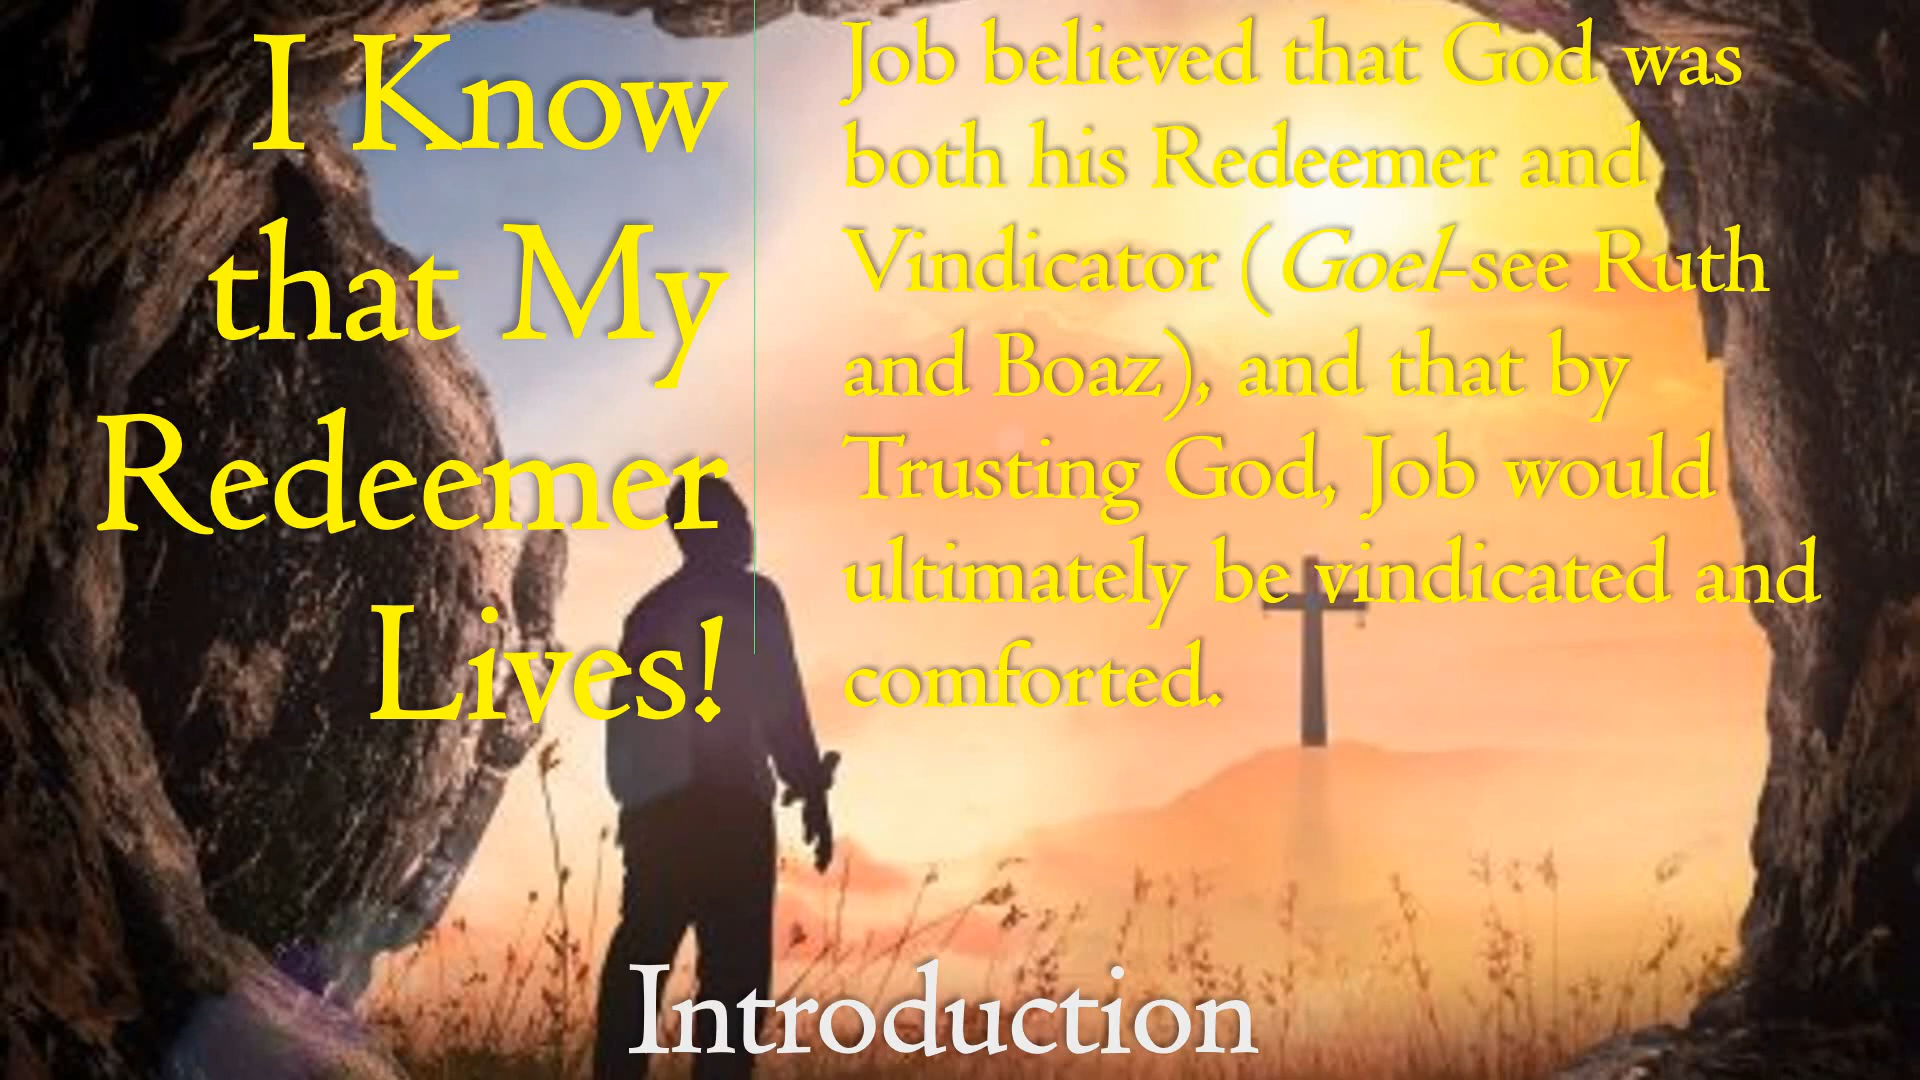 I Know
that My
Redeemer
Lives!
Job believed that God was
both his Redeemer and
Vindicator (Goel-see Ruth
and Boaz), and that by
Trusting God, Job would
ultimately be vindicated and
comforted.
Introduction